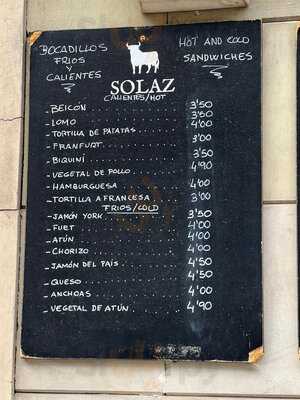 BOCADILLOS
FRIOS
Y
CALIENTES
HOT AND COLD
SANDWICHES
SOLAZ
CALIENTES/HOT
- BEICÓN 3'50
- LOMO 3'50
- TORTILLA DE PATATAS 4'00
- FRANFURT 3'00
- BIQUINÍ 3'50
- VEGETAL DE POLLO 4'90
- HAMBURGUESA 4'00
- TORTILLA A FRANCESA 3'00
FRIOS/COLD
- JAMÓN YORK 3'50
- FUET 4'00
- ATÚN 4'00
- CHORIZO 4'00
- JAMÓN DEL PAÍS 4'50
- QUESO 4'50
- ANCHOAS 4'00
- VEGETAL DE ATÚN 4'90